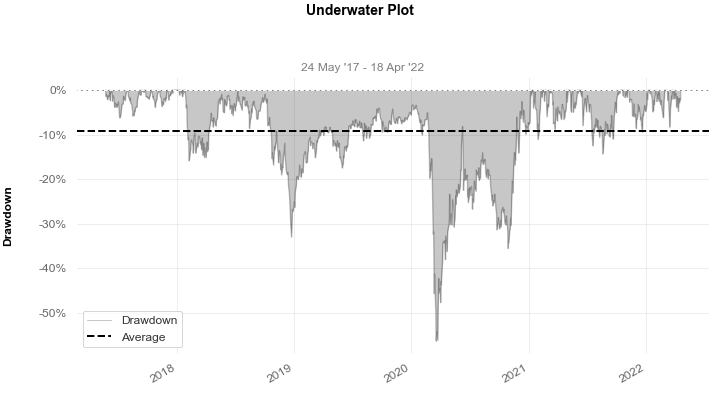 Underwater Plot
24 May '17 - 18 Apr '22
0%
-10%
-20%
-30%
-40%
-50%
Drawdown
Drawdown
Average
2018
2019
2020
2021
2022